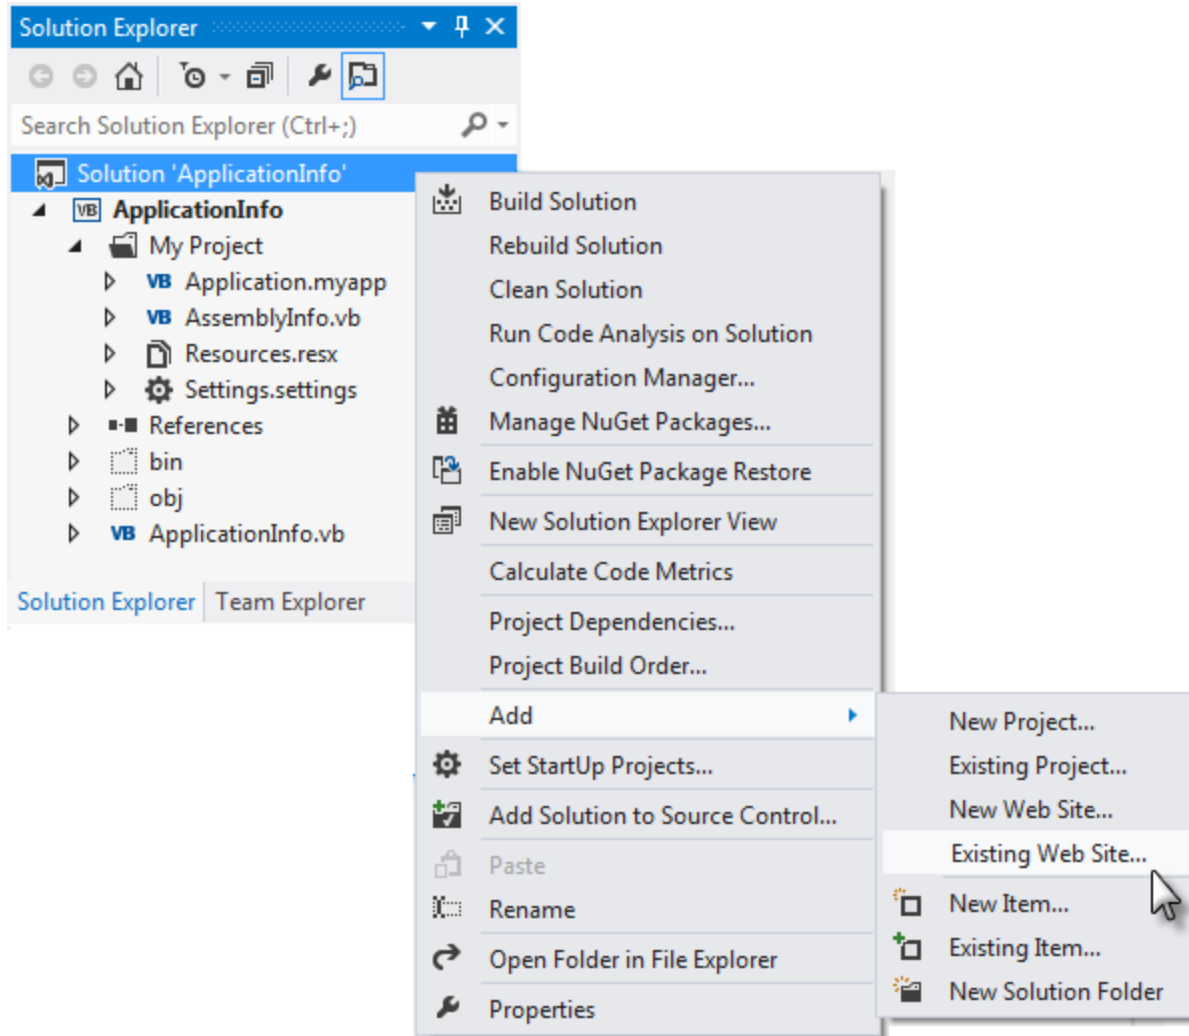 Solution Explorer
Search Solution Explorer (Ctrl+;)
Solution 'ApplicationInfo'
VB ApplicationInfo
My Project
VB Application.myapp
VB AssemblyInfo.vb
Resources.resx
Settings.settings
References
bin
obj
VB ApplicationInfo.vb
Solution Explorer Team Explorer
Build Solution
Rebuild Solution
Clean Solution
Run Code Analysis on Solution
Configuration Manager...
Manage NuGet Packages...
Enable NuGet Package Restore
New Solution Explorer View
Calculate Code Metrics
Project Dependencies...
Project Build Order...
Add
Set StartUp Projects...
Add Solution to Source Control...
Paste
Rename
Open Folder in File Explorer
Properties
New Project...
Existing Project...
New Web Site...
Existing Web Site...
New Item...
Existing Item...
New Solution Folder